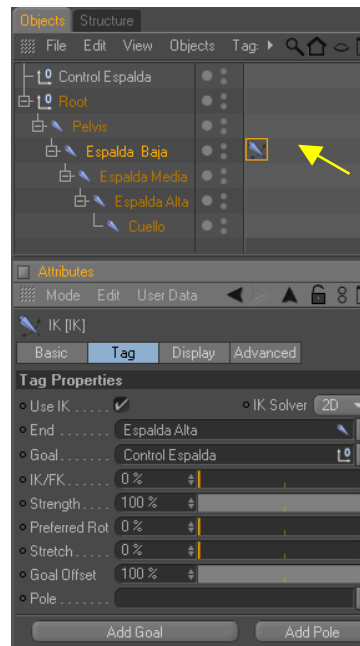 Objects Structure
File Edit View Objects Tag:
Control Espalda
Root
Pelvis
Espalda Baja
Espalda Media
Espalda Alta
Cuello
Attributes
Mode Edit User Data
IK [IK]
Basic Tag Display Advanced
Tag Properties
Use IK . . . . . IK Solver 2D
End . . . . . . . . Espalda Alta
Goal. . . . . . . . Control Espalda
IK/FK. . . . . . 0 %
Strength . . . . 100 %
Preferred Rot 0 %
Stretch . . . . . 0 %
Goal Offset 100 %
Pole . . . . . . . .
Add Goal Add Pole